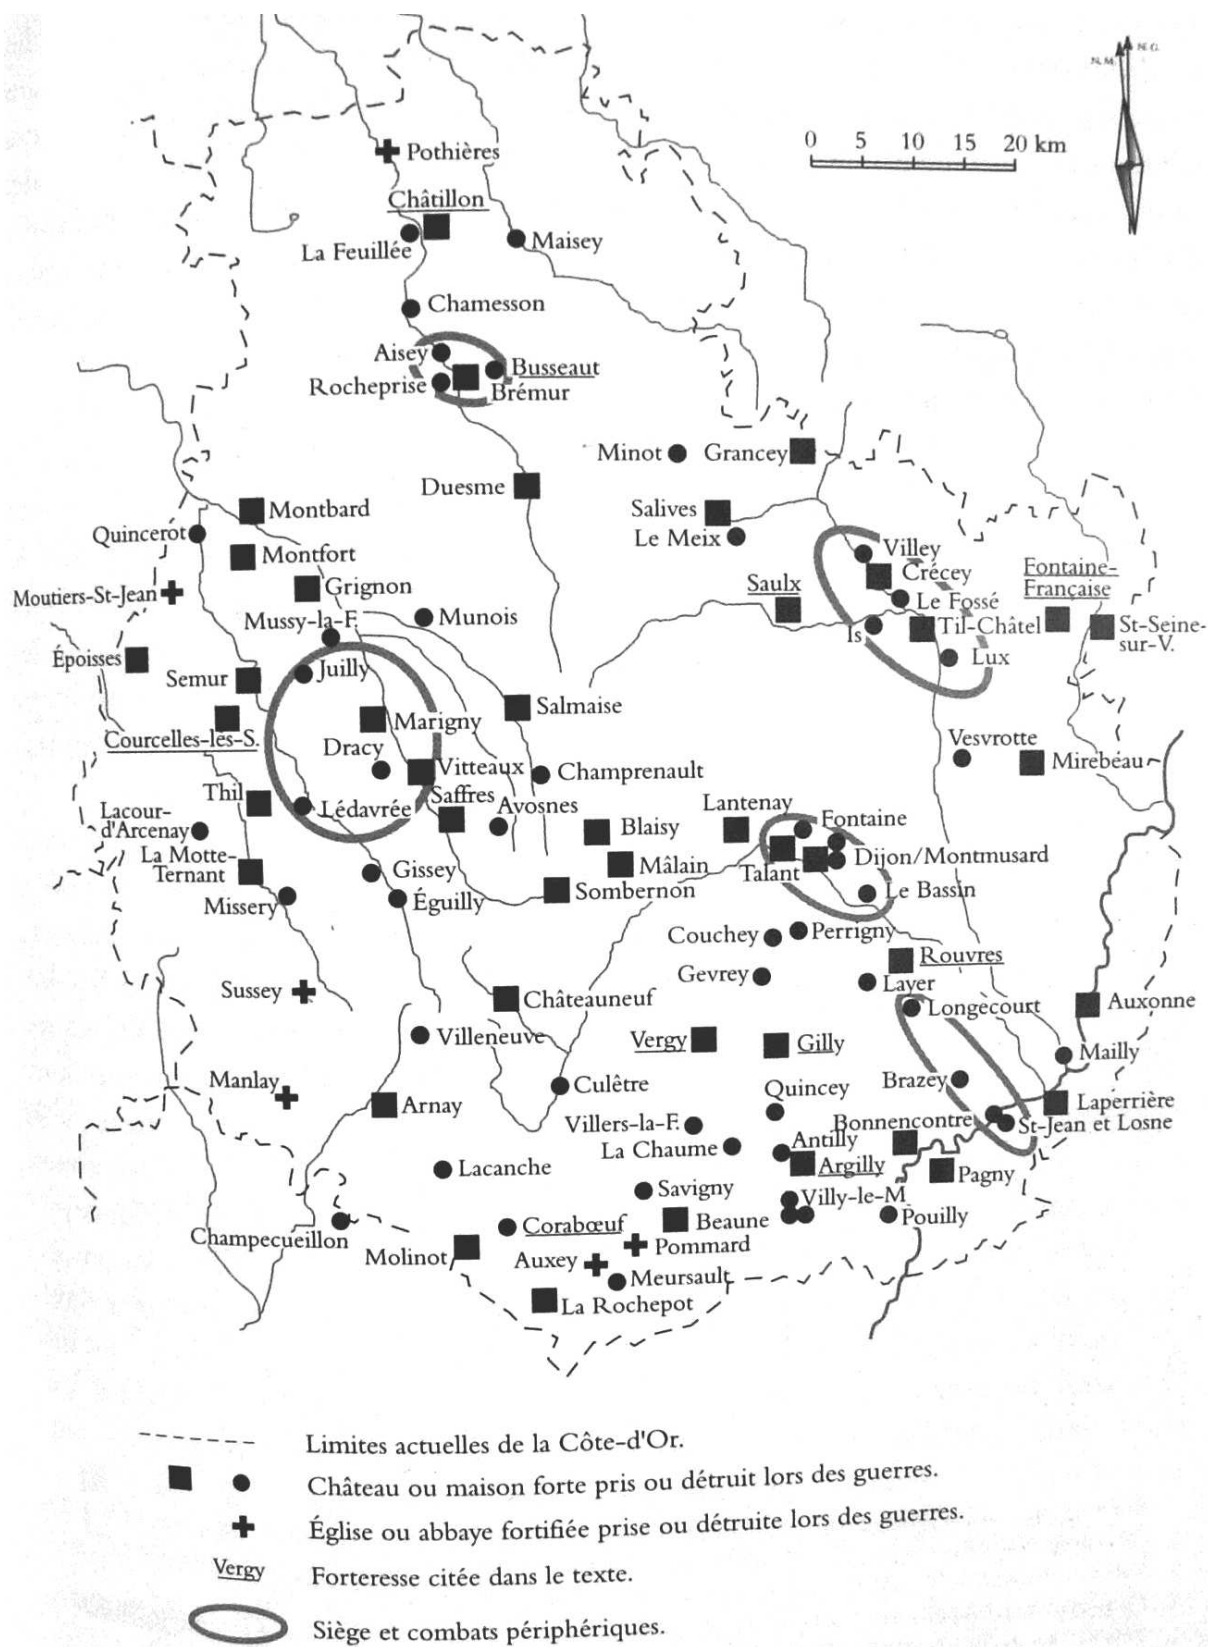 N.M.
N.G.
0 5 10 15 20 km
Pothières
Châtillon
La Feuillée
Maisey
Chamesson
Aisey
Busseaut
Rocheprise
Brémur
Minot
Grancey
Duesme
Salives
Le Meix
Montbard
Quincerot
Montfort
Moutiers-St-Jean
Grignon
Mussy-la-F.
Munois
Villey
Crécey
Fontaine-
Française
Saulx
Le Fossé
Is
Til-Châtel
St-Seine-
sur-V.
Lux
Époisses
Semur
Juilly
Salmaise
Marigny
Courcelles-les-S.
Dracy
Vitteaux
Champrenault
Vesvrotte
Mirebeau
Thil
Lédavrée
Saffres
Avosnes
Lantenay
Fontaine
Lacour-
d'Arcenay
Blaisy
Dijon/Montmusard
La Motte-
Ternant
Mâlain
Talant
Gissey
Sombernon
Le Bassin
Missery
Éguilly
Couchey
Perrigny
Rouvres
Gevrey
Layer
Sussey
Châteauneuf
Longecourt
Auxonne
Villeneuve
Vergy
Gilly
Mailly
Manlay
Culêtre
Brazey
Arnay
Quincey
Laperrière
Villers-la-F.
Bonnencontre
St-Jean et Losne
La Chaume
Antilly
Lacanche
Argilly
Pagny
Savigny
Villy-le-M
Champecueillon
Corabœuf
Beaune
Pouilly
Molinot
Auxey
Pommard
Meursault
La Rochepot
Limites actuelles de la Côte-d'Or.
Château ou maison forte pris ou détruit lors des guerres.
Église ou abbaye fortifiée prise ou détruite lors des guerres.
Vergy Forteresse citée dans le texte.
Siège et combats périphériques.